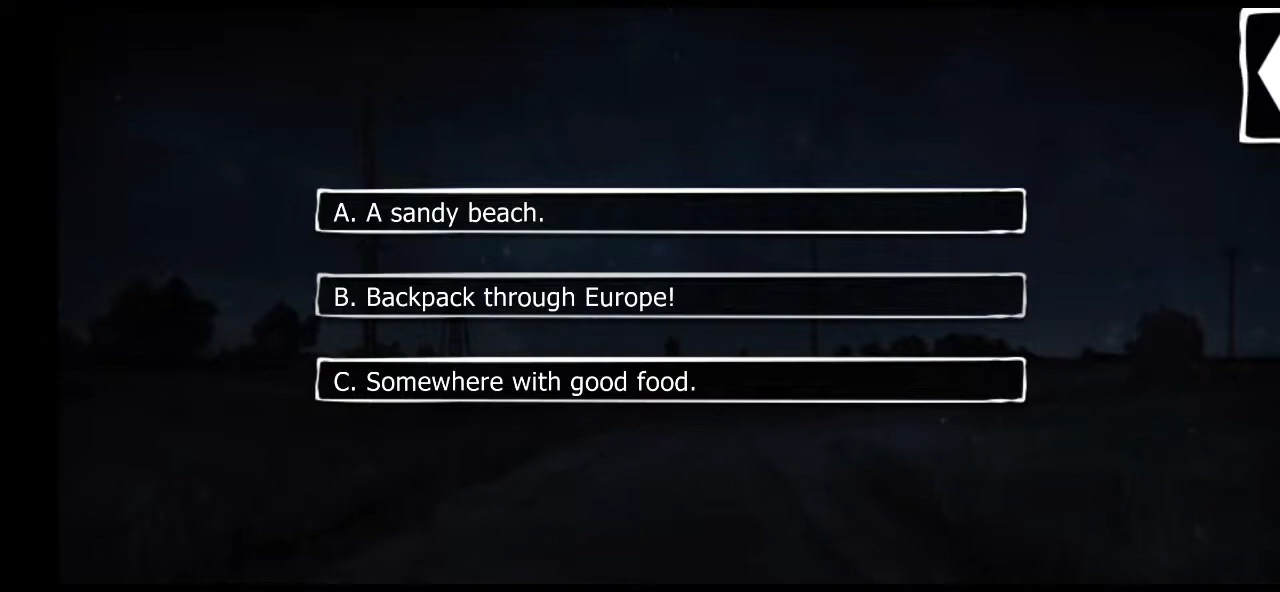 A. A sandy beach.
B. Backpack through Europe!
C. Somewhere with good food.